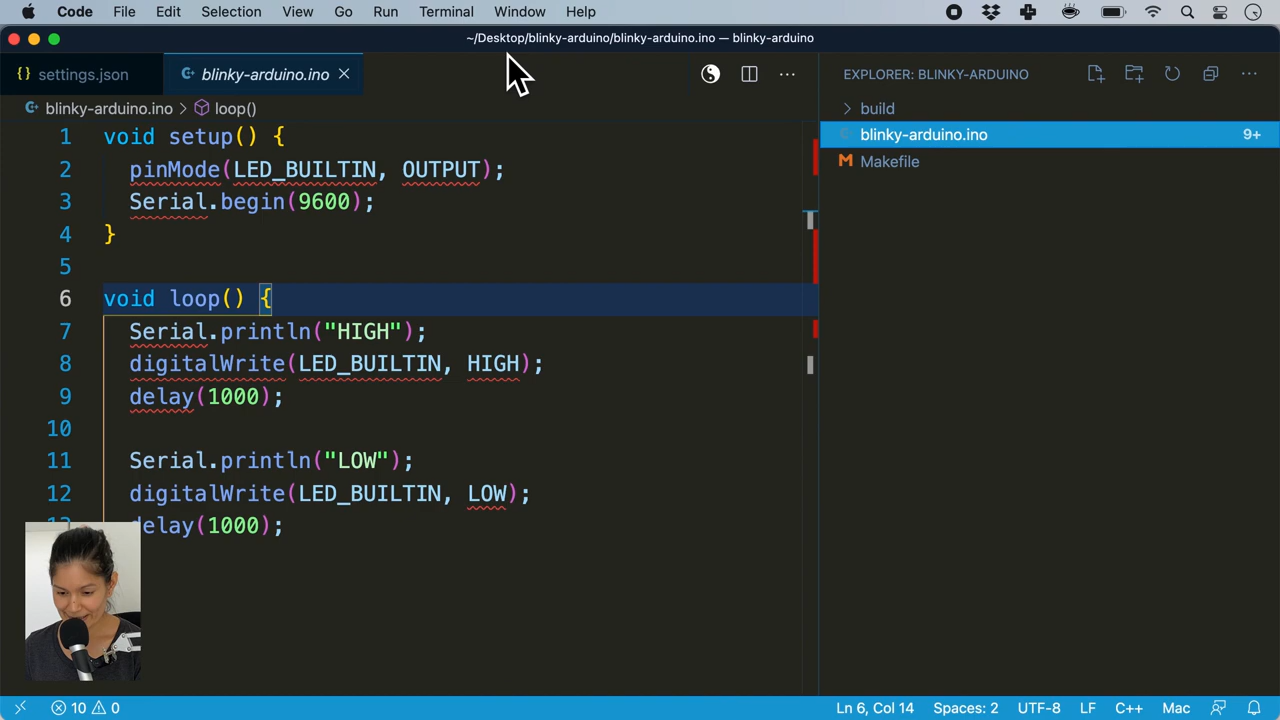 Code File Edit Selection View Go Run Terminal Window Help
~/Desktop/blinky-arduino/blinky-arduino.ino — blinky-arduino
{} settings.json
blinky-arduino.ino
EXPLORER: BLINKY-ARDUINO
blinky-arduino.ino > loop()
build
blinky-arduino.ino 9+
M Makefile
1 void setup() {
2 pinMode(LED_BUILTIN, OUTPUT);
3 Serial.begin(9600);
4 }
5
6 void loop() {
7 Serial.println("HIGH");
8 digitalWrite(LED_BUILTIN, HIGH);
9 delay(1000);
10
11 Serial.println("LOW");
12 digitalWrite(LED_BUILTIN, LOW);
13 delay(1000);
10 0 Ln 6, Col 14 Spaces: 2 UTF-8 LF C++ Mac